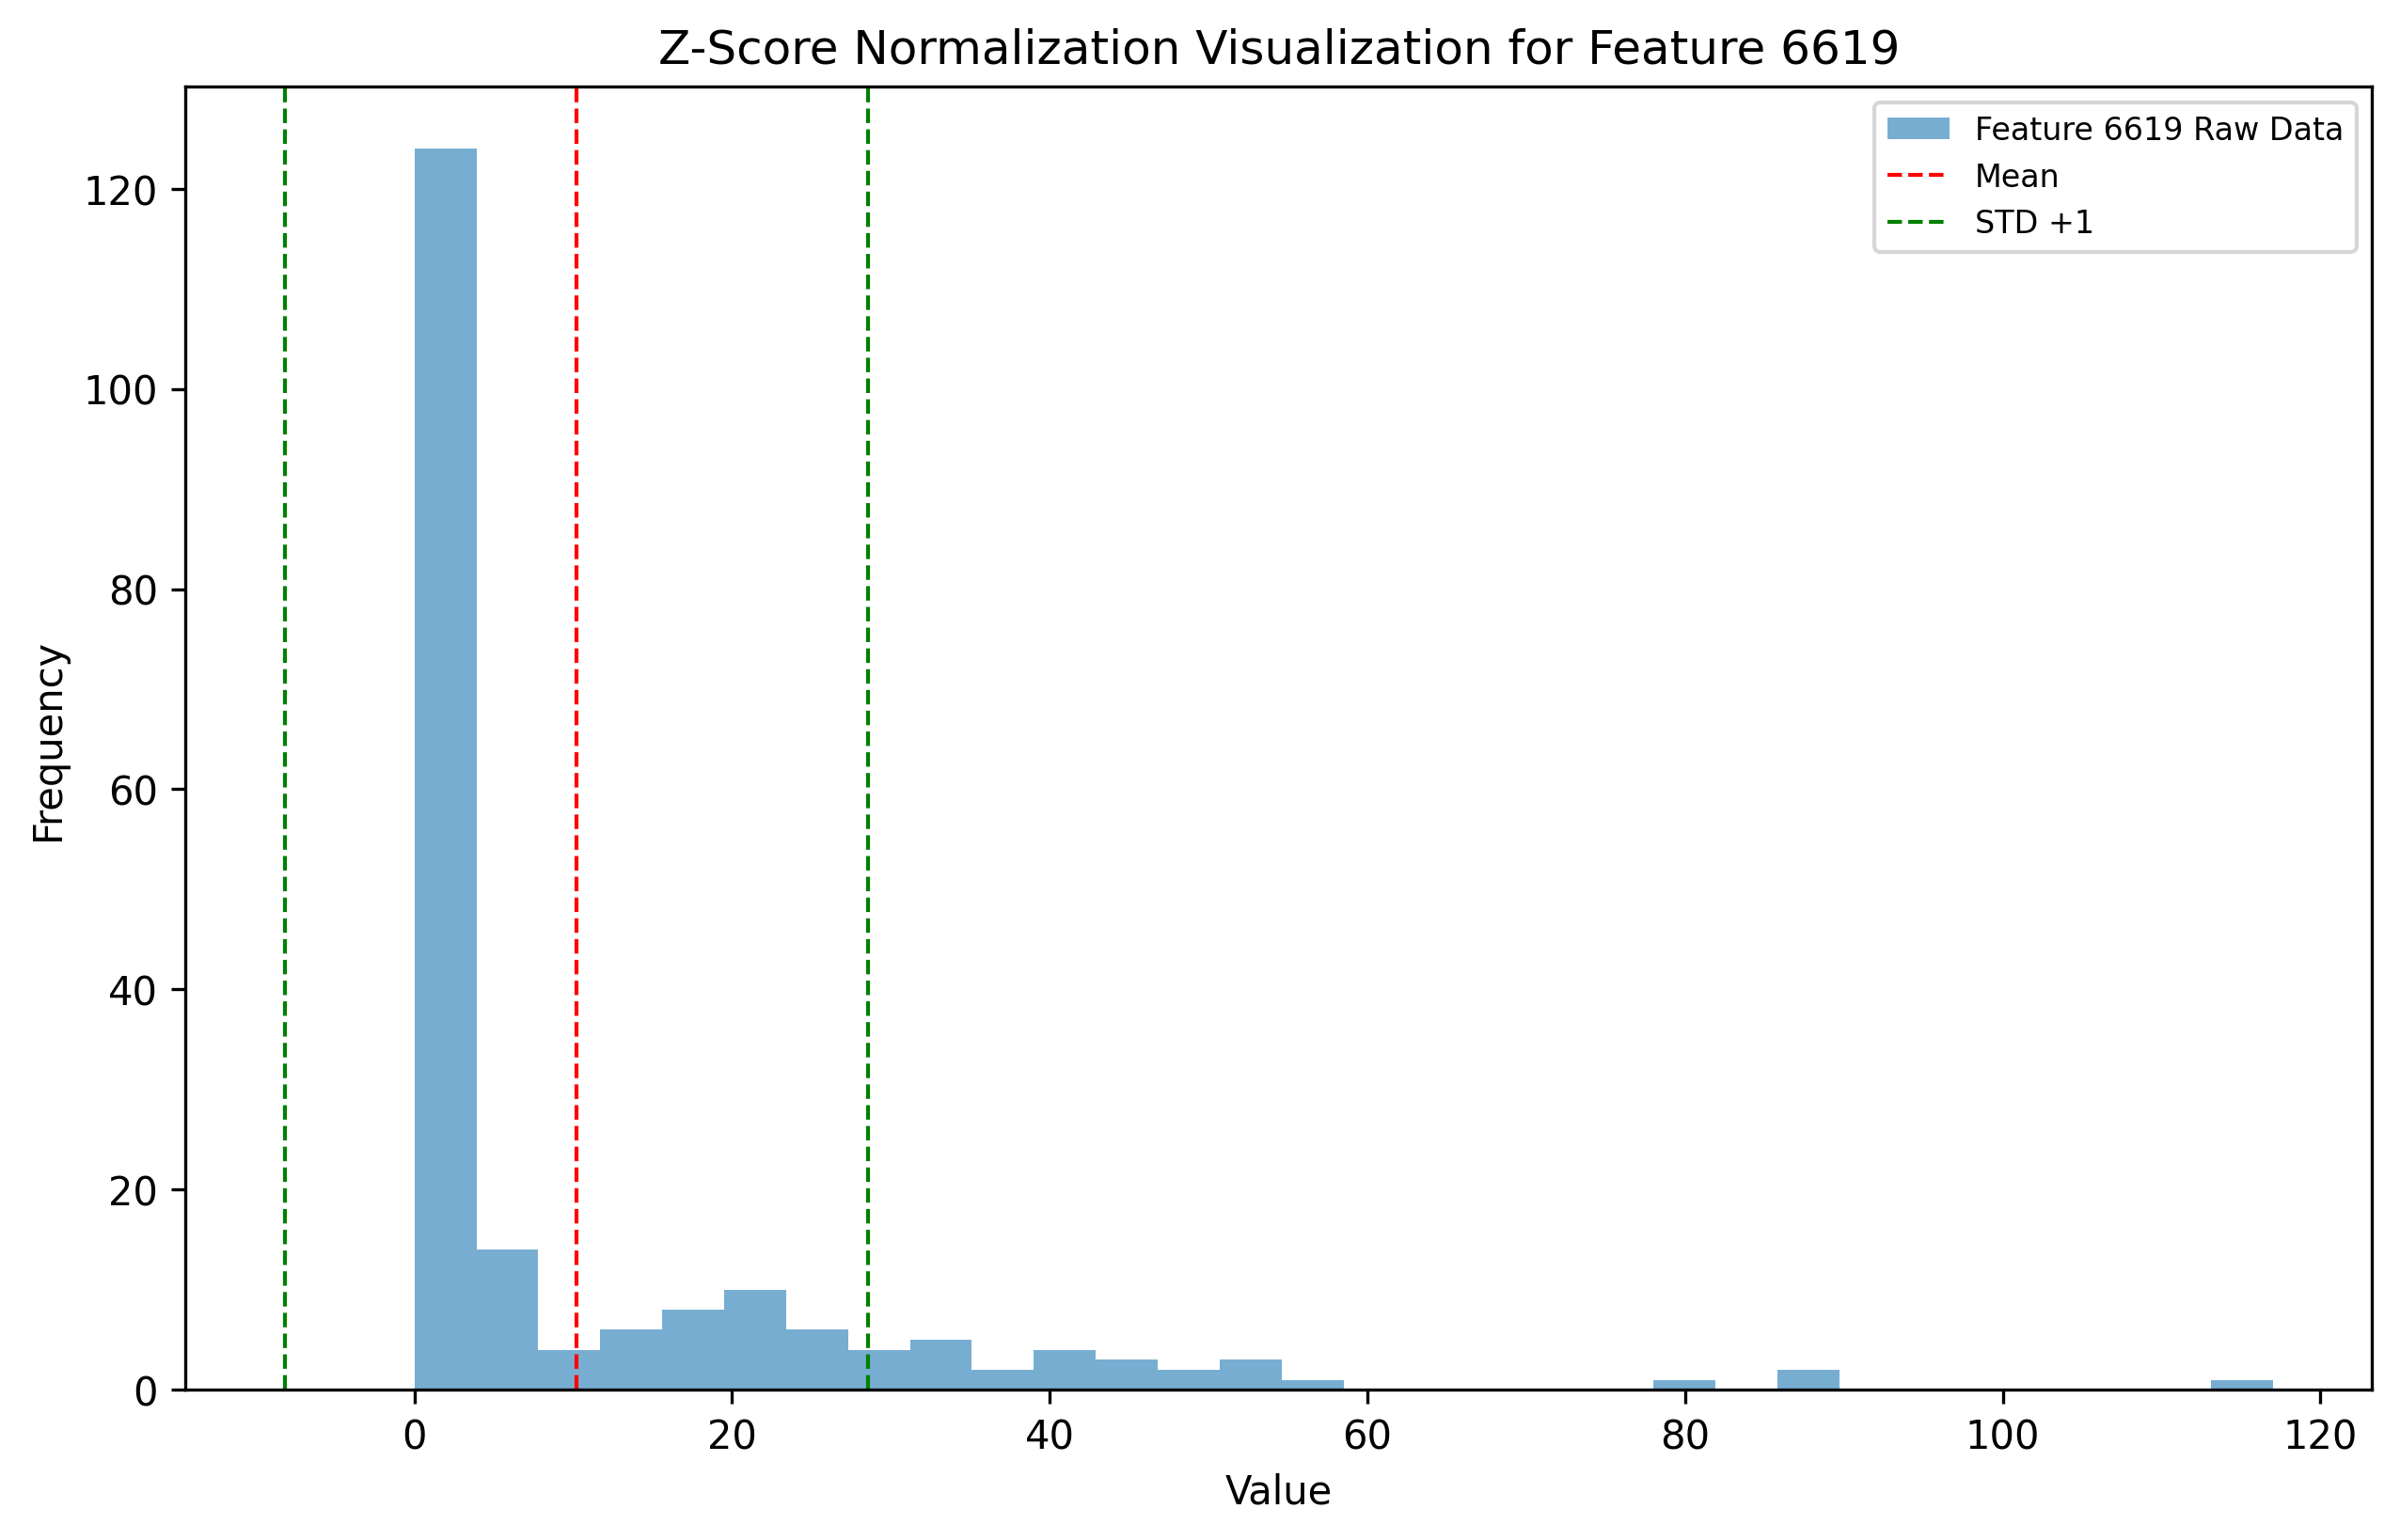 Z-Score Normalization Visualization for Feature 6619
Feature 6619 Raw Data
Mean
STD +1
120
100
80
60
40
20
0
Frequency
0 20 40 60 80 100 120
Value